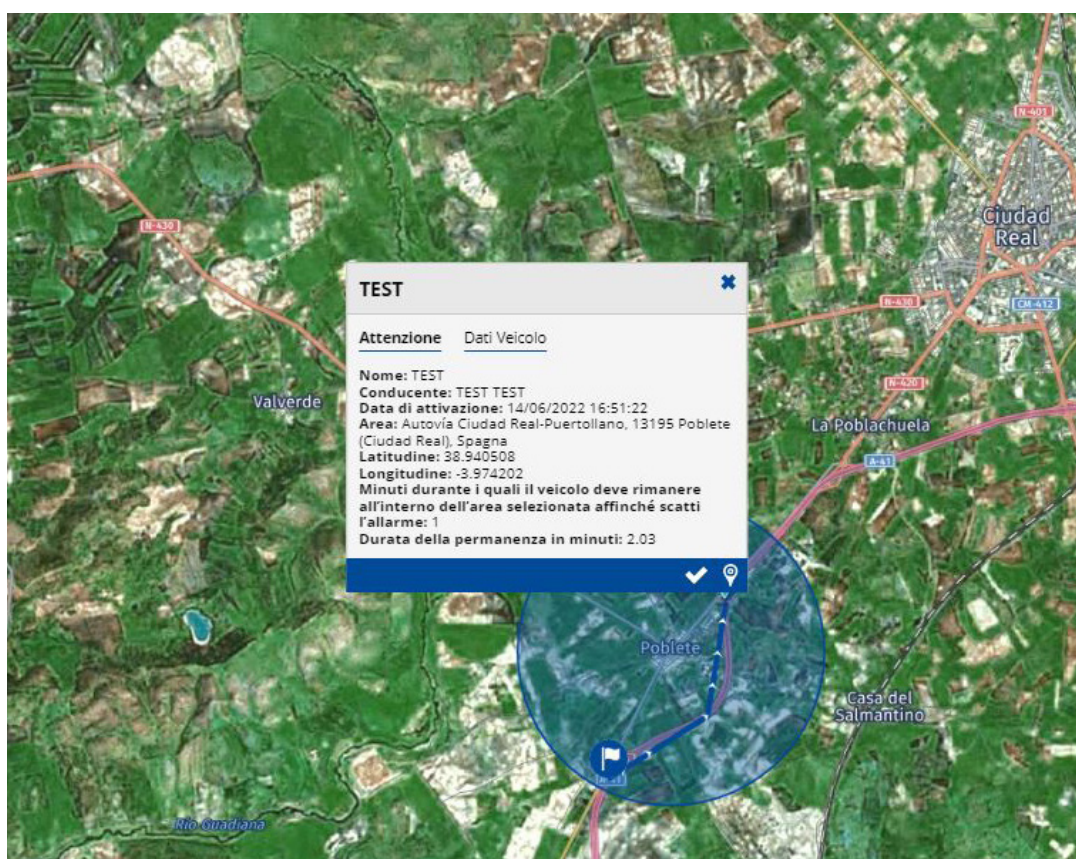 N-401
N-430
Ciudad
Real
TEST
N-430
CM-412
Attenzione Dati Veicolo
Nome: TEST
Conducente: TEST TEST
Data di attivazione: 14/06/2022 16:51:22
Area: Autovía Ciudad Real-Puertollano, 13195 Poblete
(Ciudad Real), Spagna
Latitudine: 38.940508
Longitudine: -3.974202
Minuti durante i quali il veicolo deve rimanere
all'interno dell'area selezionata affinché scatti
l'allarme: 1
Durata della permanenza in minuti: 2.03
Valverde
N-420
La Poblachuela
A-41
Poblete
Casa del
Salmantino
A-41
Río Guadiana